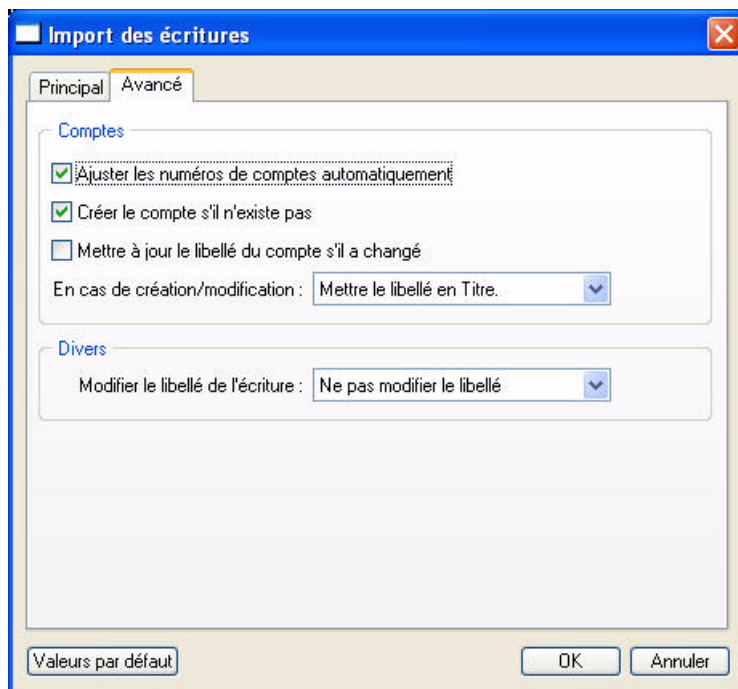 Import des écritures
Principal Avancé
Comptes
Ajuster les numéros de comptes automatiquement
Créer le compte s'il n'existe pas
Mettre à jour le libellé du compte s'il a changé
En cas de création/modification : Mettre le libellé en Titre.
Divers
Modifier le libellé de l'écriture : Ne pas modifier le libellé
Valeurs par défaut OK Annuler